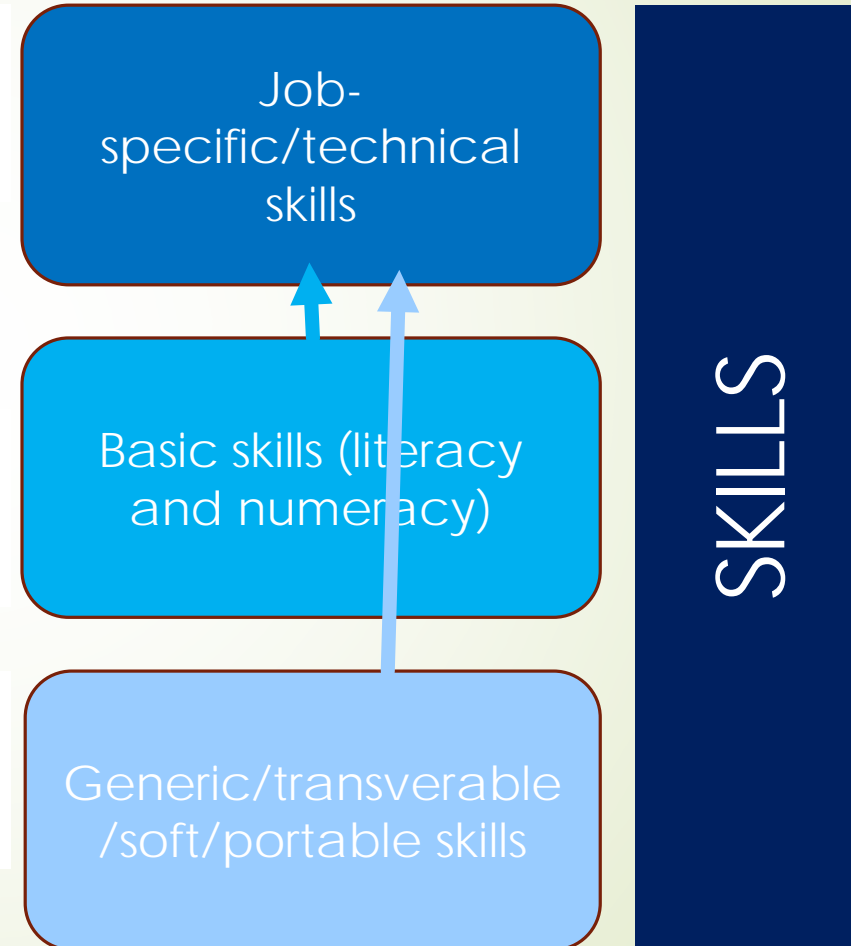 Job-
specific/technical
skills
Basic skills (literacy
and numeracy)
Generic/transverable
/soft/portable skills
SKILLS